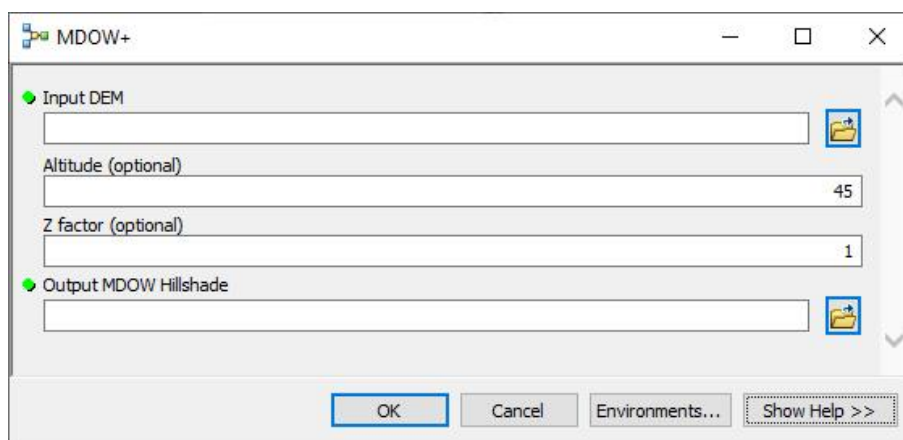 MDOW+
Input DEM
Altitude (optional)
45
Z factor (optional)
1
Output MDOW Hillshade
OK Cancel Environments... Show Help >>